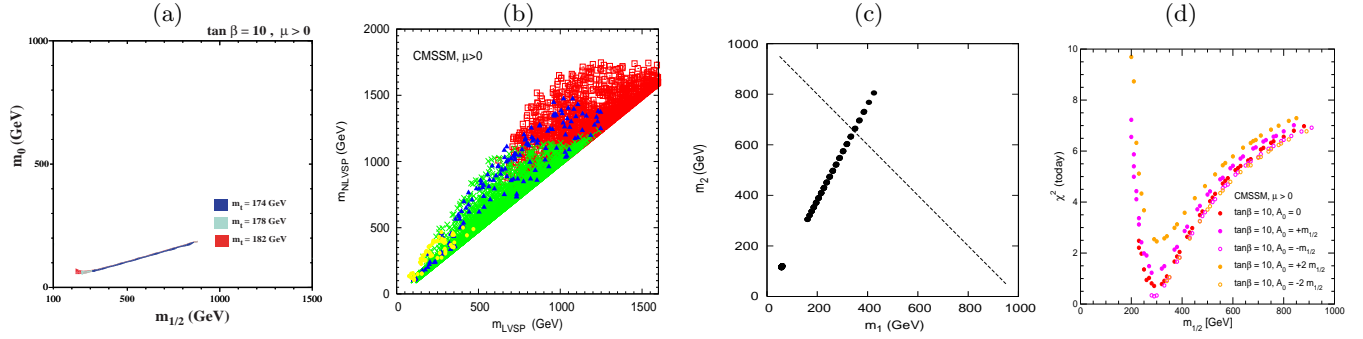 (a)
tan β = 10 , μ > 0
1000
500
0
100
500
1000
1500
m₀ (GeV)
m₁/₂ (GeV)
mₜ = 174 GeV
mₜ = 178 GeV
mₜ = 182 GeV
(b)
CMSSM, μ>0
2000
1500
1000
500
0
0
500
1000
1500
m_NLVSP (GeV)
m_LVSP (GeV)
(c)
1000
800
600
400
200
0
0
200
400
600
800
1000
m₂ (GeV)
m₁ (GeV)
(d)
10
8
6
4
2
0
0
200
400
600
800
1000
χ² (today)
m₁/₂ [GeV]
CMSSM, μ > 0
tanβ = 10, A₀ = 0
tanβ = 10, A₀ = +m₁/₂
tanβ = 10, A₀ = -m₁/₂
tanβ = 10, A₀ = +2 m₁/₂
tanβ = 10, A₀ = -2 m₁/₂